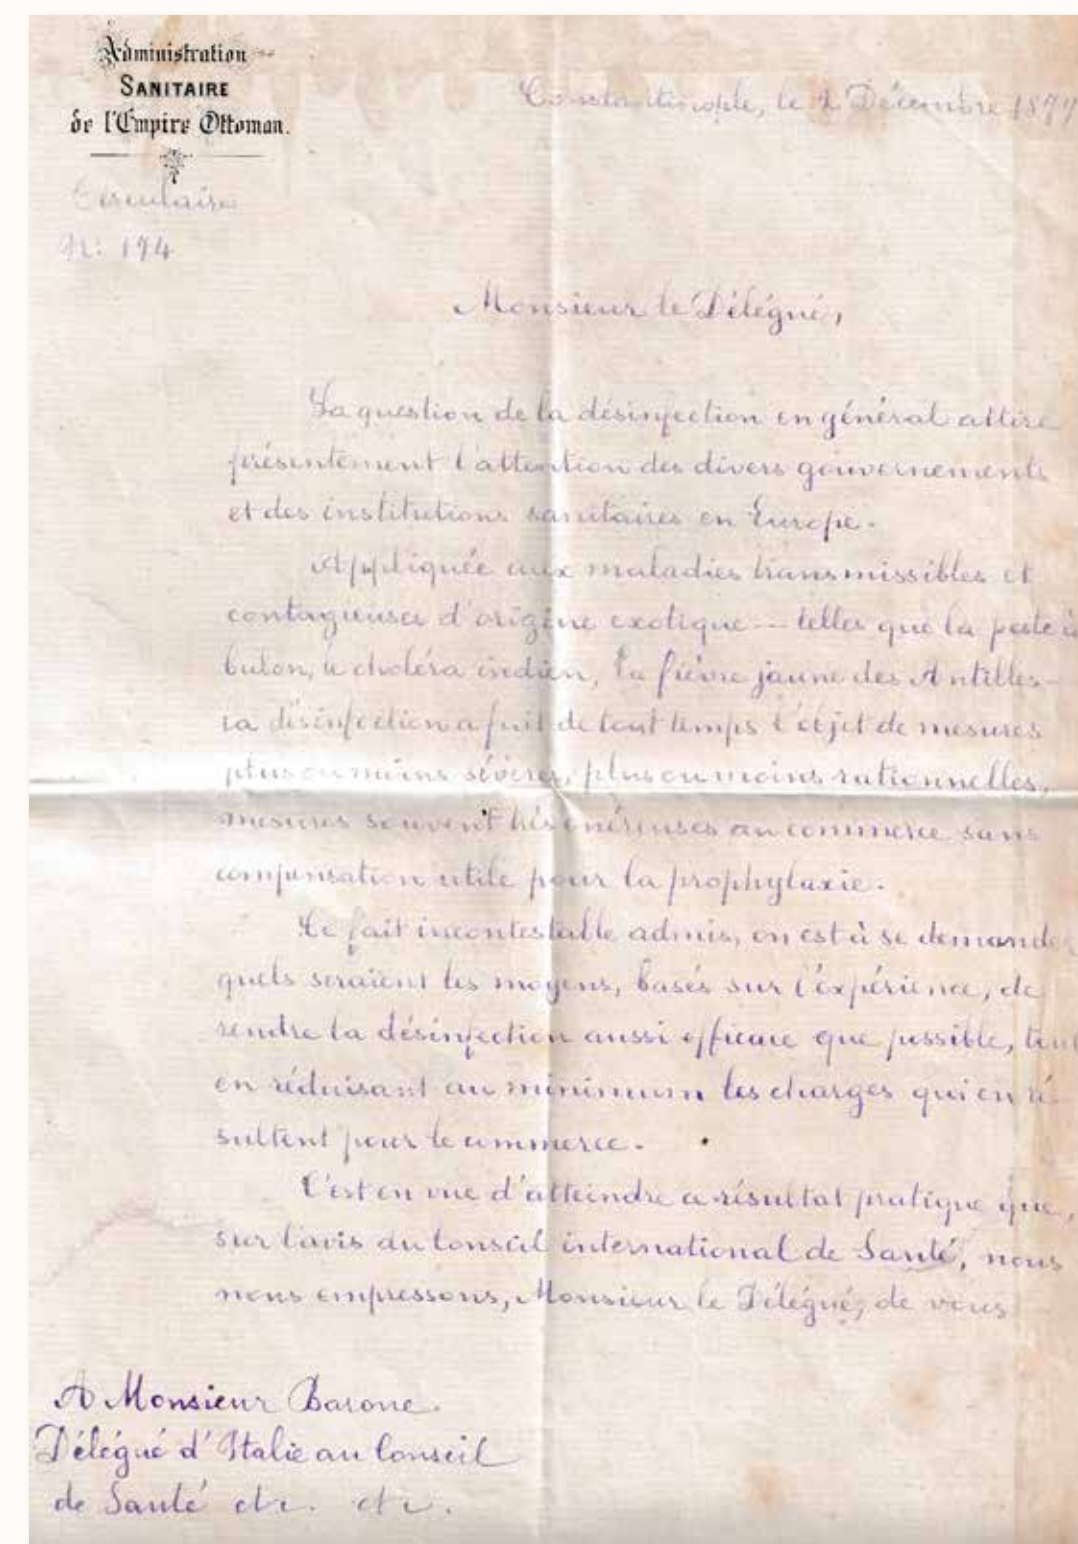 Administration
SANITAIRE
de l'Empire Ottoman.
Constantinople, le 2 Décembre 1877
Circulaire
N: 174
Monsieur le Délégué,
La question de la désinfection en général attire
présentement l'attention des divers gouvernements
et des institutions sanitaires en Europe.
Appliquée aux maladies transmissibles et
contagieuses d'origine exotique — telles que la peste à
bubon, le choléra indien, la fièvre jaune des Antilles —
la désinfection a fait de tout temps l'objet de mesures
plus ou moins sévères, plus ou moins rationnelles,
mesures souvent très onéreuses au commerce sans
compensation utile pour la prophylaxie.
Ce fait incontestable admis, on est à se demander
quels seraient les moyens, basés sur l'expérience, de
rendre la désinfection aussi efficace que possible, tout
en réduisant au minimum les charges qui en ré-
sultent pour le commerce.
C'est en vue d'atteindre ce résultat pratique que,
sur l'avis du Conseil international de Santé, nous
nous empressons, Monsieur le Délégué, de vous
A Monsieur Barone.
Délégué d'Italie au Conseil
de Santé etc. etc.